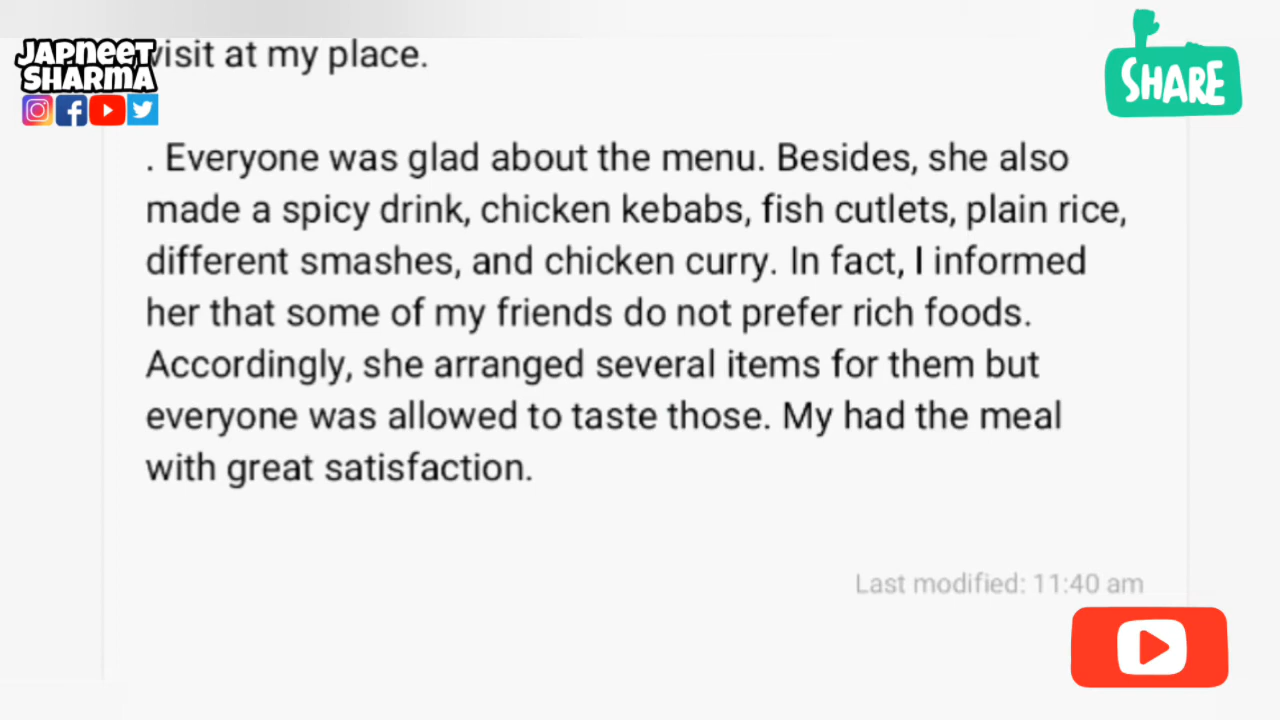 JAPNEET
SHARMA
visit at my place.
SHARE
. Everyone was glad about the menu. Besides, she also
made a spicy drink, chicken kebabs, fish cutlets, plain rice,
different smashes, and chicken curry. In fact, I informed
her that some of my friends do not prefer rich foods.
Accordingly, she arranged several items for them but
everyone was allowed to taste those. My had the meal
with great satisfaction.
Last modified: 11:40 am